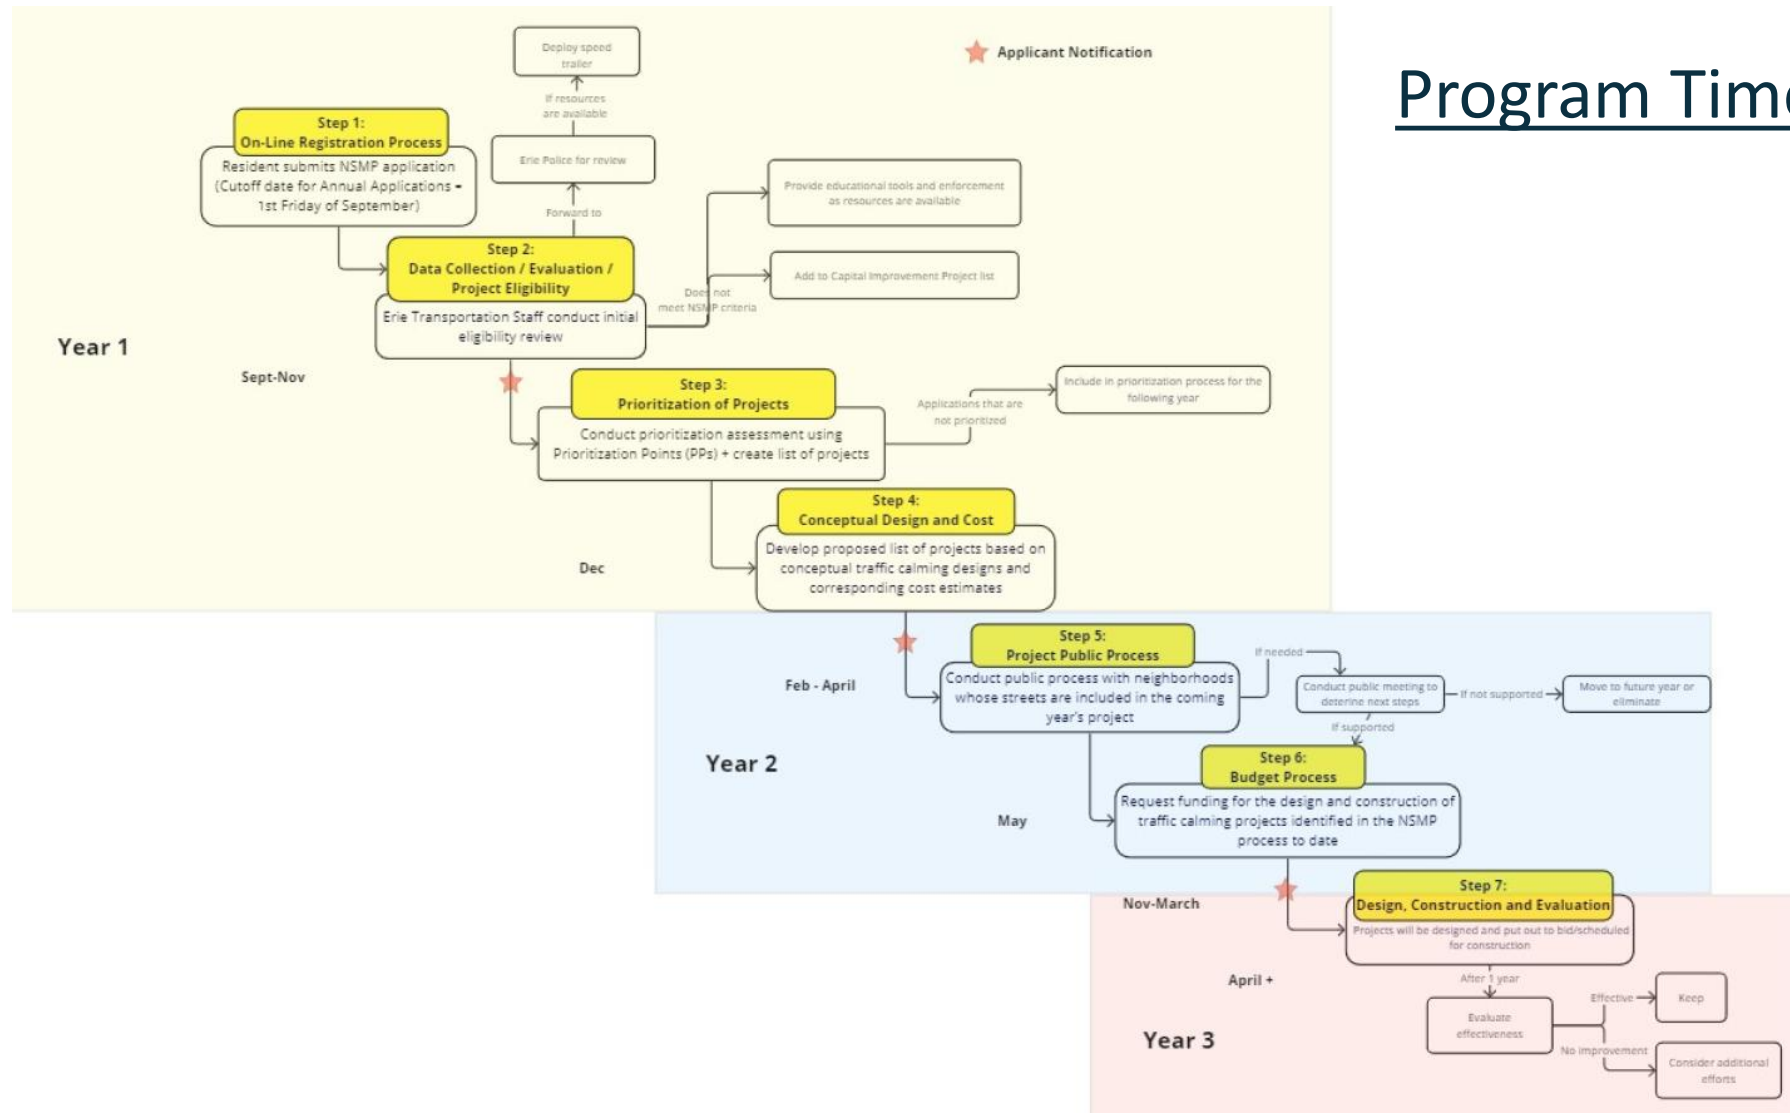 Program Time
Applicant Notification
Deploy speed
trailer
If resources
are available
Erie Police for review
Forward to
Step 1:
On-Line Registration Process
Resident submits NSMP application
(Cutoff date for Annual Applications -
1st Friday of September)
Provide educational tools and enforcement
as resources are available
Add to Capital Improvement Project list
Does not
meet NSMP criteria
Step 2:
Data Collection / Evaluation /
Project Eligibility
Erie Transportation Staff conduct initial
eligibility review
Year 1
Sept-Nov
Step 3:
Prioritization of Projects
Conduct prioritization assessment using
Prioritization Points (PPs) + create list of projects
Applications that are
not prioritized
Include in prioritization process for the
following year
Step 4:
Conceptual Design and Cost
Develop proposed list of projects based on
conceptual traffic calming designs and
corresponding cost estimates
Dec
Step 5:
Project Public Process
Conduct public process with neighborhoods
whose streets are included in the coming
year's project
Feb - April
If needed
Conduct public meeting to
deterine next steps
If not supported
Move to future year or
eliminate
If supported
Year 2
Step 6:
Budget Process
Request funding for the design and construction of
traffic calming projects identified in the NSMP
process to date
May
Step 7:
Design, Construction and Evaluation
Projects will be designed and put out to bid/scheduled
for construction
Nov-March
April +
After 1 year
Evaluate
effectiveness
Effective
Keep
No improvement
Consider additional
efforts
Year 3